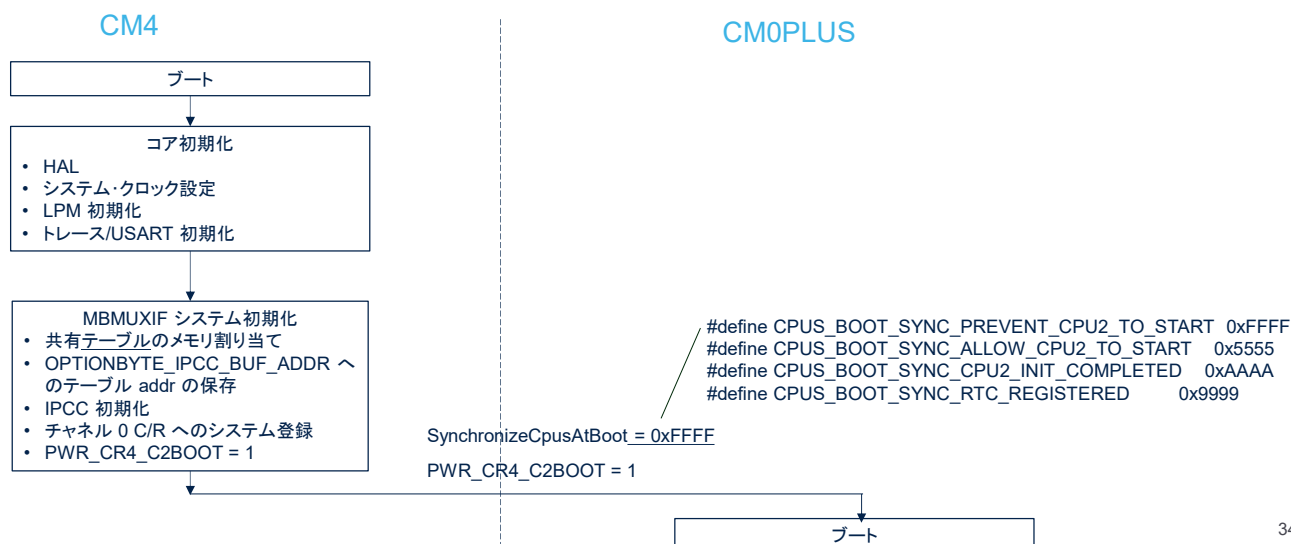 CM4
CM0PLUS
ブート
コア初期化
• HAL
• システム･クロック設定
• LPM 初期化
• トレース/USART 初期化
MBMUXIF システム初期化
• 共有テーブルのメモリ割り当て
• OPTIONBYTE_IPCC_BUF_ADDR へ
のテーブル addr の保存
• IPCC 初期化
• チャネル 0 C/R へのシステム登録
• PWR_CR4_C2BOOT = 1
#define CPUS_BOOT_SYNC_PREVENT_CPU2_TO_START 0xFFFF
#define CPUS_BOOT_SYNC_ALLOW_CPU2_TO_START 0x5555
#define CPUS_BOOT_SYNC_CPU2_INIT_COMPLETED 0xAAAA
#define CPUS_BOOT_SYNC_RTC_REGISTERED 0x9999
SynchronizeCpusAtBoot = 0xFFFF
PWR_CR4_C2BOOT = 1
ブート
34